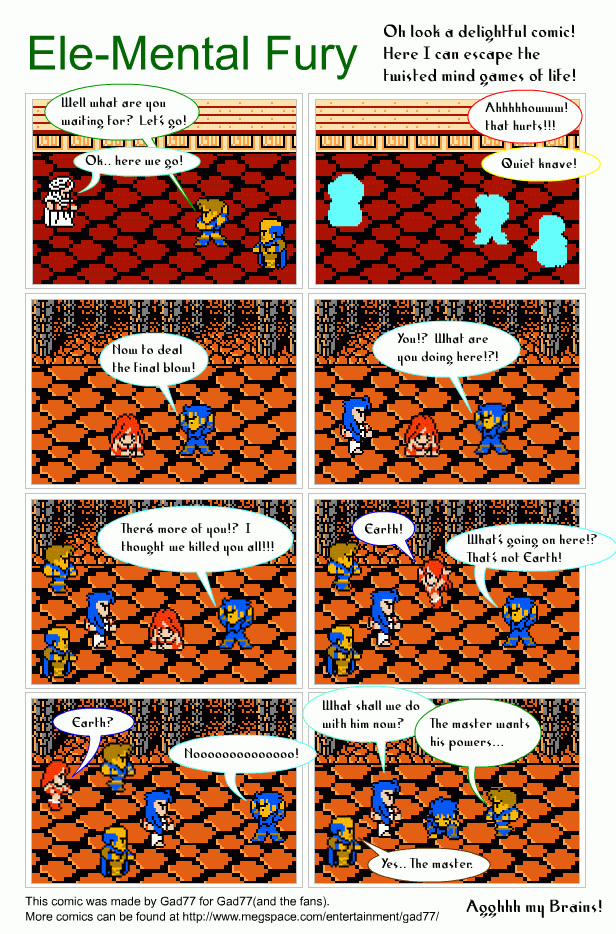 Ele-Mental Fury
Oh look a delightful comic!
Here I can escape the
twisted mind games of life!
Well what are you
waiting for? Let's go!
Ok.. here we go!
Ahhhhhowww!
that hurts!!!
Quiet knave!
Now to deal
the final blow!
You!? What are
you doing here!?!
There's more of you!? I
thought we killed you all!!!
Earth!
What's going on here!?
That's not Earth!
Earth?
Nooooooooooooooo!
What shall we do
with him now?
The master wants
his powers...
Yes.. The master.
This comic was made by Gad77 for Gad77(and the fans).
More comics can be found at http://www.megspace.com/entertainment/gad77/
Agghhh my Brains!